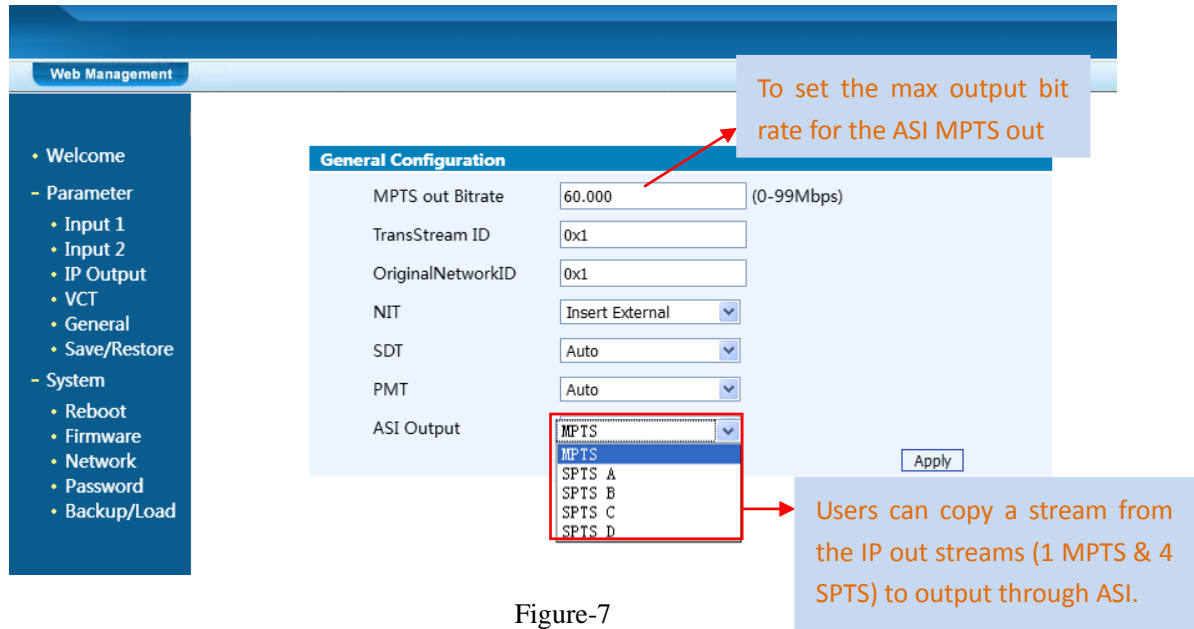 Web Management
To set the max output bit
rate for the ASI MPTS out
• Welcome
– Parameter
• Input 1
• Input 2
• IP Output
• VCT
• General
• Save/Restore
– System
• Reboot
• Firmware
• Network
• Password
• Backup/Load
General Configuration
MPTS out Bitrate 60.000 (0-99Mbps)
TransStream ID 0x1
OriginalNetworkID 0x1
NIT Insert External
SDT Auto
PMT Auto
ASI Output MPTS
MPTS
SPTS A
SPTS B
SPTS C
SPTS D
Apply
Users can copy a stream from
the IP out streams (1 MPTS & 4
SPTS) to output through ASI.
Figure-7